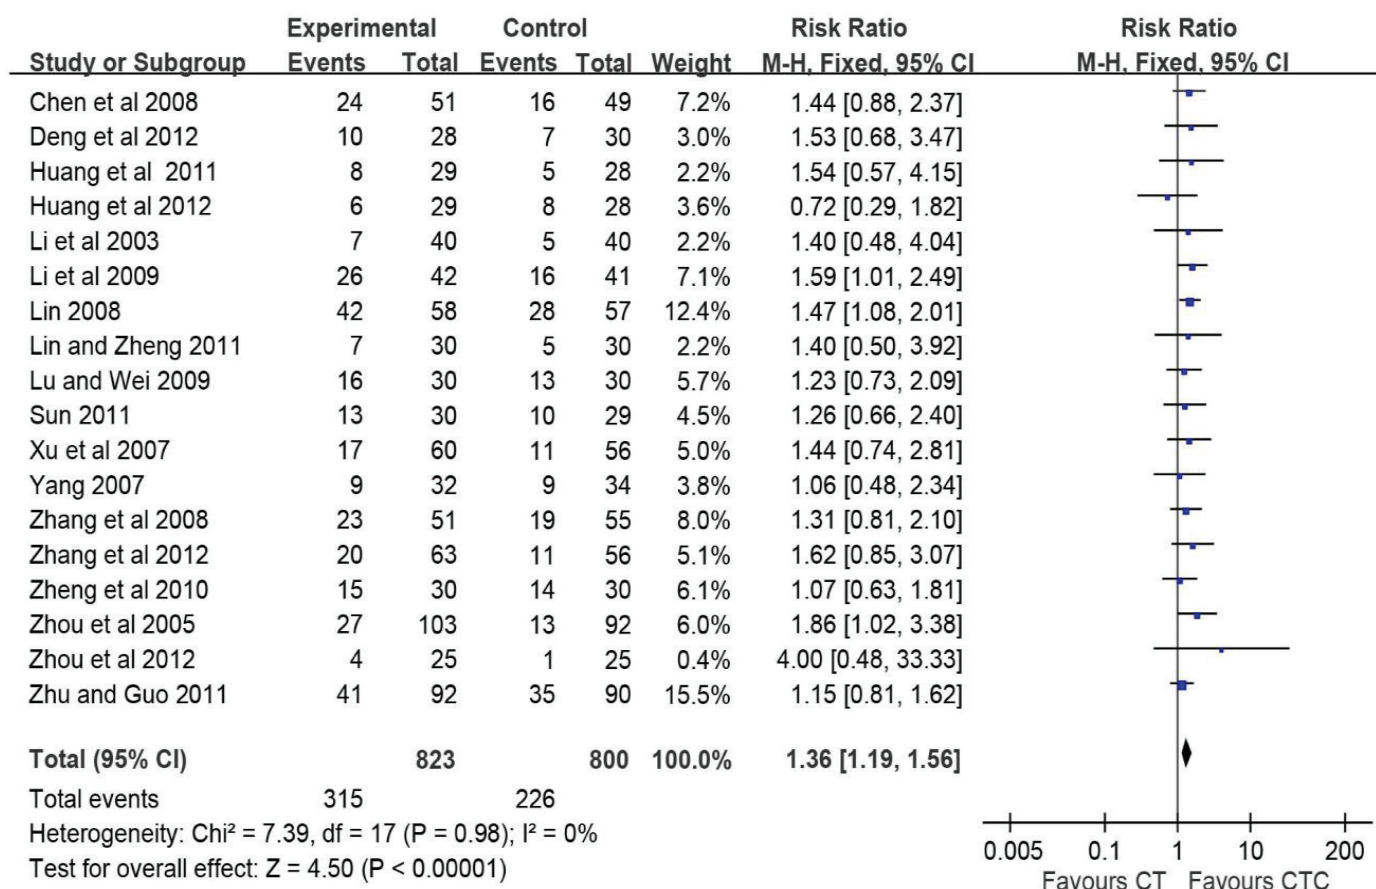 Experimental Control Risk Ratio Risk Ratio
Study or Subgroup Events Total Events Total Weight M-H, Fixed, 95% CI M-H, Fixed, 95% CI
Chen et al 2008 24 51 16 49 7.2% 1.44 [0.88, 2.37]
Deng et al 2012 10 28 7 30 3.0% 1.53 [0.68, 3.47]
Huang et al 2011 8 29 5 28 2.2% 1.54 [0.57, 4.15]
Huang et al 2012 6 29 8 28 3.6% 0.72 [0.29, 1.82]
Li et al 2003 7 40 5 40 2.2% 1.40 [0.48, 4.04]
Li et al 2009 26 42 16 41 7.1% 1.59 [1.01, 2.49]
Lin 2008 42 58 28 57 12.4% 1.47 [1.08, 2.01]
Lin and Zheng 2011 7 30 5 30 2.2% 1.40 [0.50, 3.92]
Lu and Wei 2009 16 30 13 30 5.7% 1.23 [0.73, 2.09]
Sun 2011 13 30 10 29 4.5% 1.26 [0.66, 2.40]
Xu et al 2007 17 60 11 56 5.0% 1.44 [0.74, 2.81]
Yang 2007 9 32 9 34 3.8% 1.06 [0.48, 2.34]
Zhang et al 2008 23 51 19 55 8.0% 1.31 [0.81, 2.10]
Zhang et al 2012 20 63 11 56 5.1% 1.62 [0.85, 3.07]
Zheng et al 2010 15 30 14 30 6.1% 1.07 [0.63, 1.81]
Zhou et al 2005 27 103 13 92 6.0% 1.86 [1.02, 3.38]
Zhou et al 2012 4 25 1 25 0.4% 4.00 [0.48, 33.33]
Zhu and Guo 2011 41 92 35 90 15.5% 1.15 [0.81, 1.62]
Total (95% CI) 823 800 100.0% 1.36 [1.19, 1.56]
Total events 315 226
Heterogeneity: Chi² = 7.39, df = 17 (P = 0.98); I² = 0%
Test for overall effect: Z = 4.50 (P < 0.00001)
0.005 0.1 1 10 200
Favours CT Favours CTC